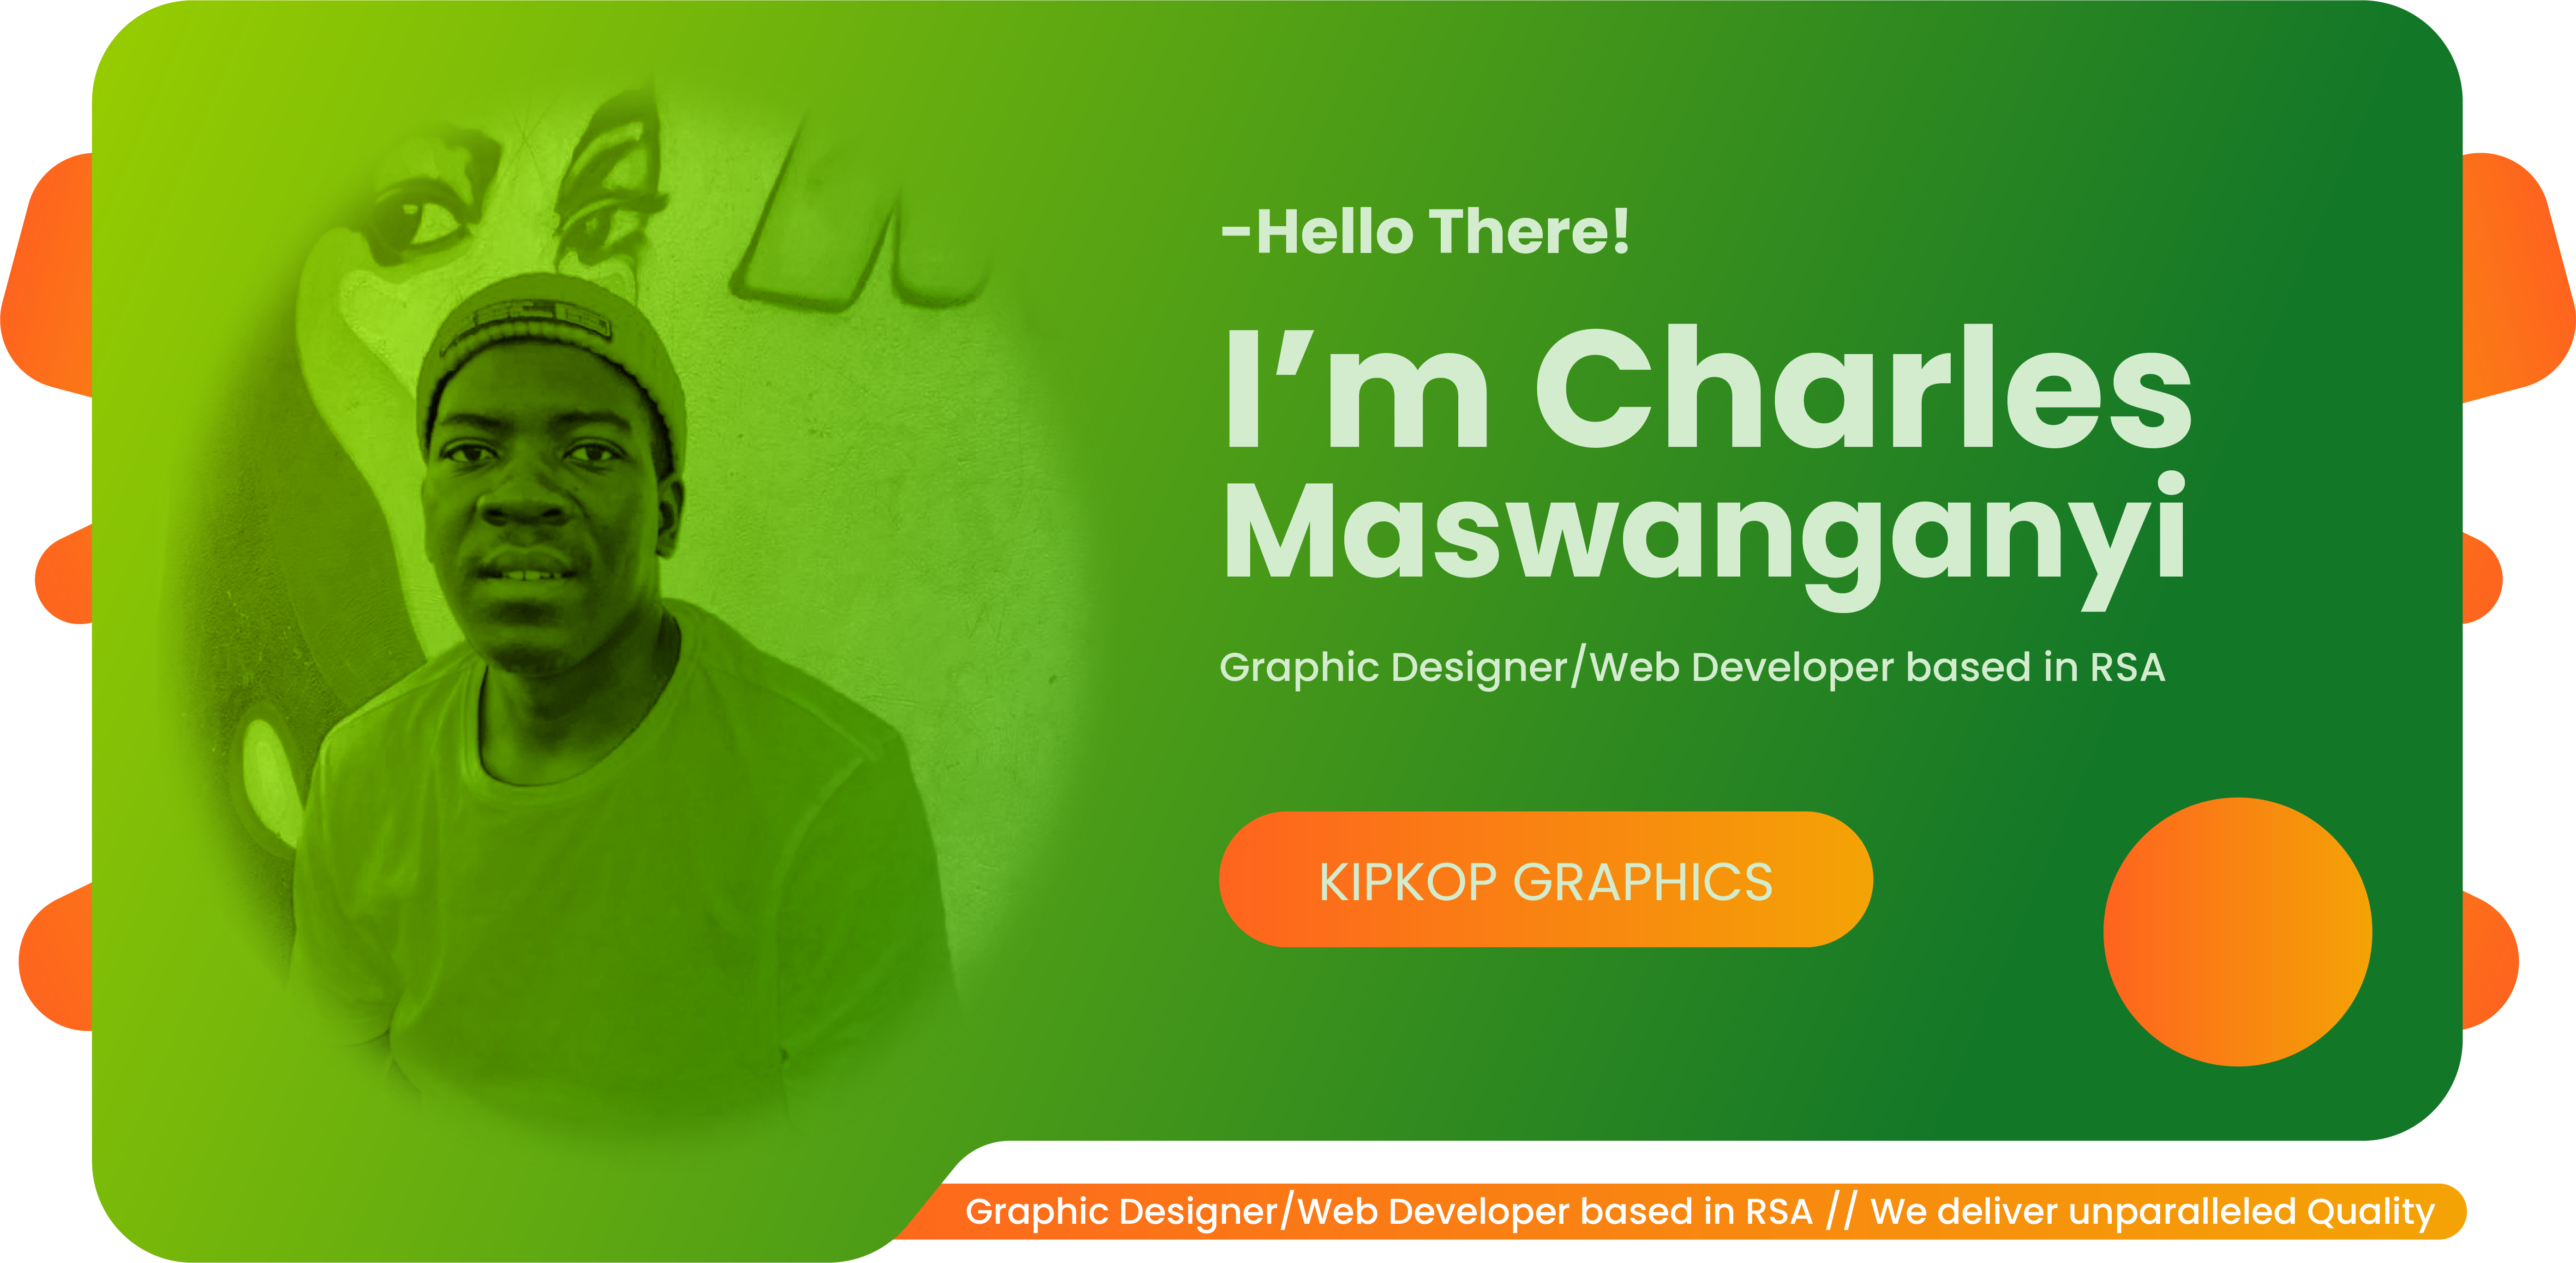 -Hello There!
I’m Charles
Maswanganyi
Graphic Designer/Web Developer based in RSA
KIPKOP GRAPHICS
Graphic Designer/Web Developer based in RSA // We deliver unparalleled Quality